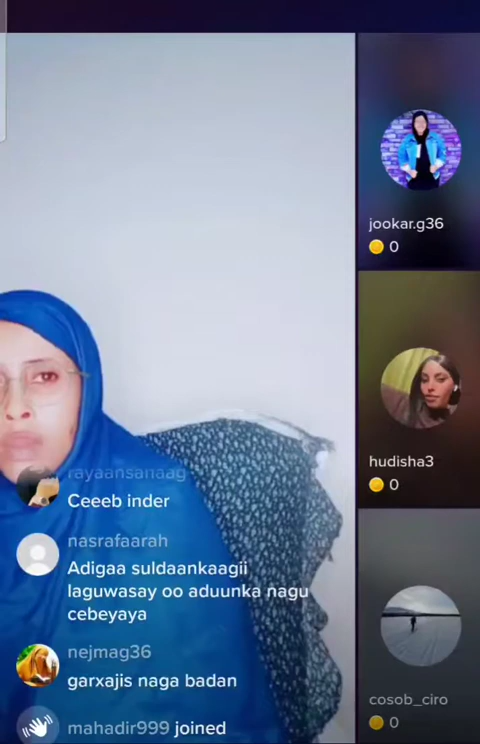 jookar.g36
0
hudisha3
0
rayaansanaag
Ceeeb inder
nasrafaarah
Adigaa suldaankaagii
laguwasay oo aduunka nagu
cebeyaya
nejmag36
garxajis naga badan
mahadir999 joined
cosob_ciro
0